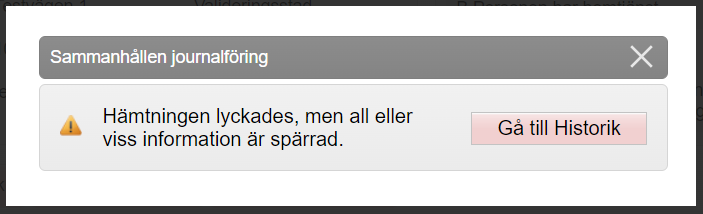 Sammanhållen journalföring
Hämtningen lyckades, men all eller
viss information är spärrad.
Gå till Historik